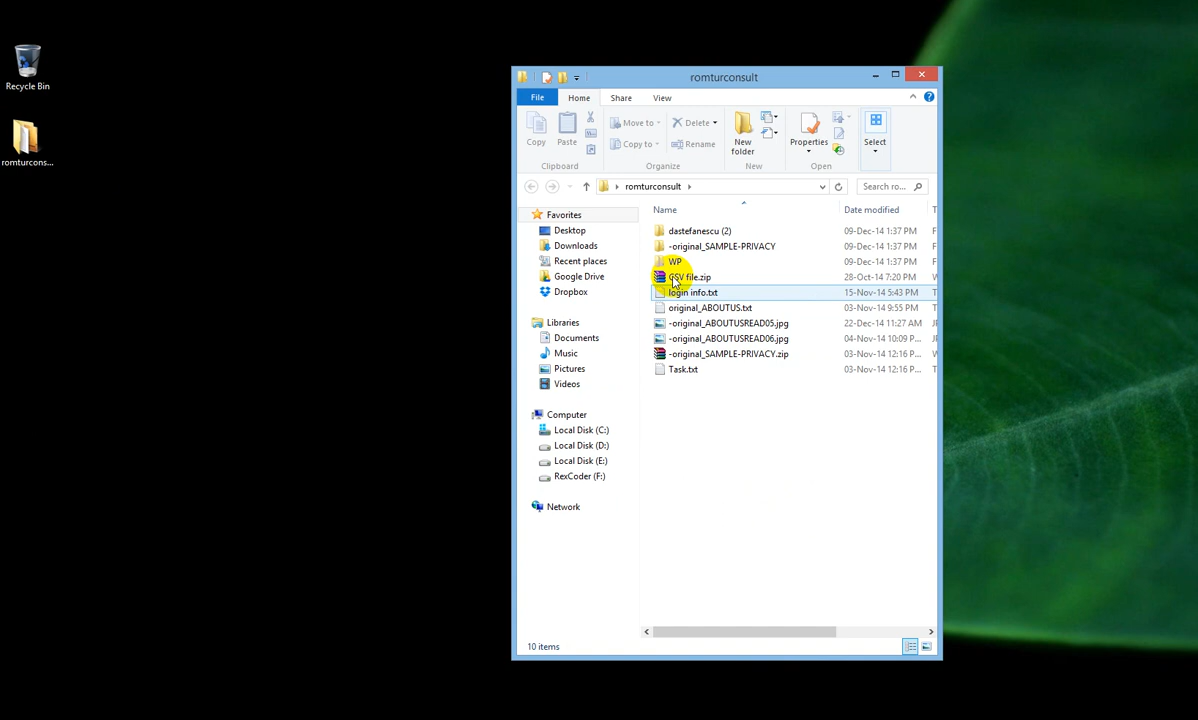 Recycle Bin
romturcons...
romturconsult
File
Home
Share
View
Copy
Paste
Clipboard
Move to
Copy to
Delete
Rename
Organize
New
folder
New
Properties
Open
Select
romturconsult
Search ro...
Favorites
Desktop
Downloads
Recent places
Google Drive
Dropbox
Libraries
Documents
Music
Pictures
Videos
Computer
Local Disk (C:)
Local Disk (D:)
Local Disk (E:)
RexCoder (F:)
Network
Name Date modified T
dastefanescu (2) 09-Dec-14 1:37 PM F
-original_SAMPLE-PRIVACY 09-Dec-14 1:37 PM F
WP 09-Dec-14 1:37 PM F
CSV file.zip 28-Oct-14 7:20 PM W
login info.txt 15-Nov-14 5:43 PM T
original_ABOUTUS.txt 03-Nov-14 9:55 PM T
-original_ABOUTUSREAD05.jpg 22-Dec-14 11:27 AM JP
-original_ABOUTUSREAD06.jpg 04-Nov-14 10:09 P... JP
-original_SAMPLE-PRIVACY.zip 03-Nov-14 12:16 P... W
Task.txt 03-Nov-14 12:16 P... T
10 items